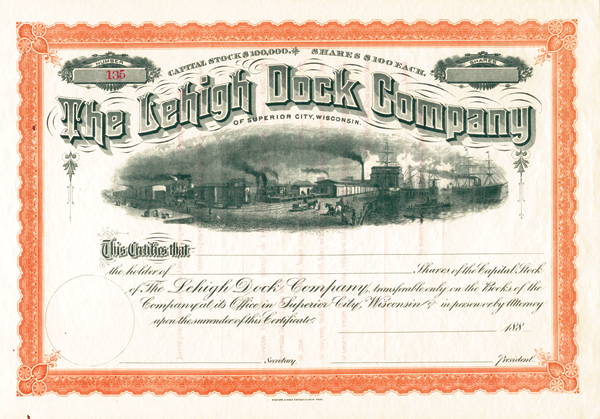 CAPITAL STOCK $100,000. SHARES $100 EACH.
NUMBER
135
SHARES
The Lehigh Dock Company
OF SUPERIOR CITY, WISCONSIN.
This Certifies that
the holder of Shares of the Capital Stock
of The Lehigh Dock Company, transferable only on the Books of the
Company at its Office in Superior City, Wisconsin in person or by Attorney
upon the surrender of this Certificate.
188
Secretary. President.